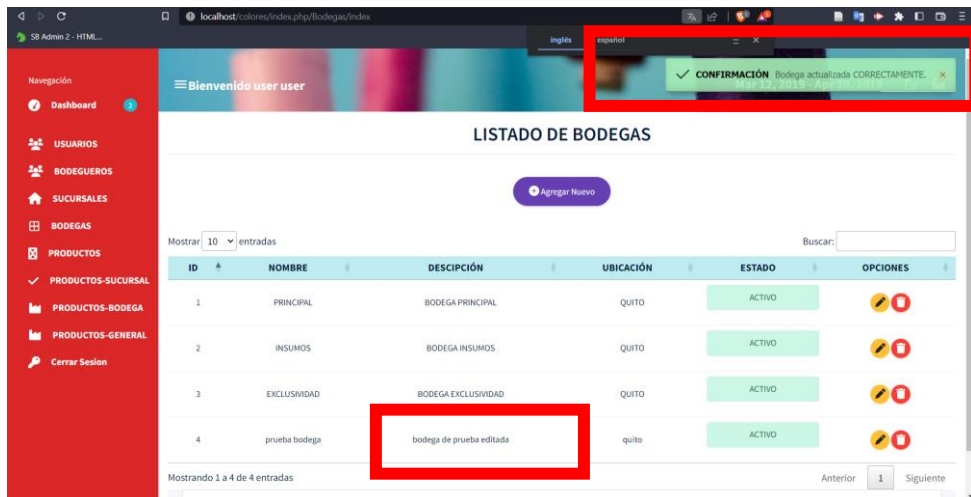 localhost/colores/index.php/Bodegas/index
SB Admin 2 - HTML...
inglés español
Navegación
Dashboard 2
USUARIOS
BODEGUEROS
SUCURSALES
BODEGAS
PRODUCTOS
PRODUCTOS-SUCURSAL
PRODUCTOS-BODEGA
PRODUCTOS-GENERAL
Cerrar Sesion
Bienvenido user user
CONFIRMACIÓN Bodega actualizada CORRECTAMENTE.
LISTADO DE BODEGAS
Agregar Nuevo
Mostrar 10 entradas
Buscar:
ID NOMBRE DESCIPCIÓN UBICACIÓN ESTADO OPCIONES
1 PRINCIPAL BODEGA PRINCIPAL QUITO ACTIVO
2 INSUMOS BODEGA INSUMOS QUITO ACTIVO
3 EXCLUSIVIDAD BODEGA EXCLUSIVIDAD QUITO ACTIVO
4 prueba bodega bodega de prueba editada quito ACTIVO
Mostrando 1 a 4 de 4 entradas
Anterior 1 Siguiente